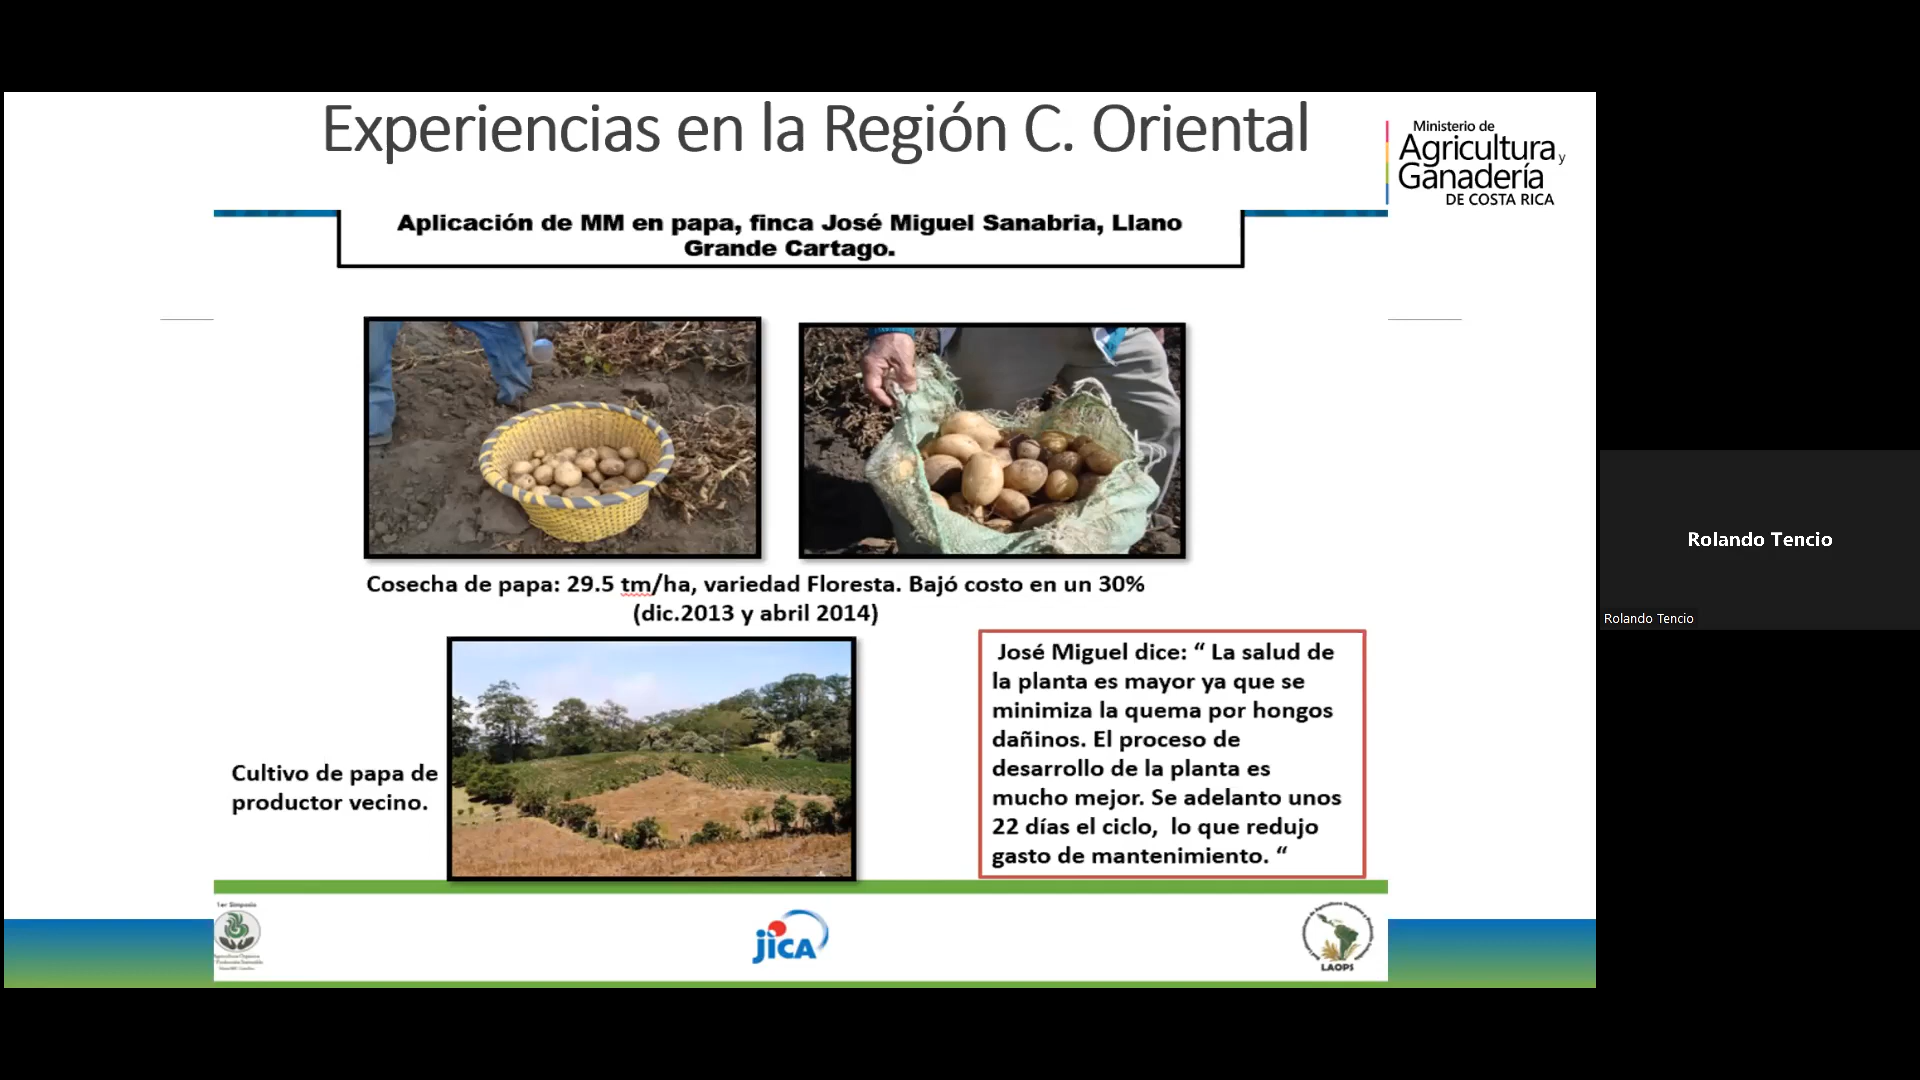 Experiencias en la Región C. Oriental
Ministerio de
Agricultura y
Ganadería
DE COSTA RICA
Aplicación de MM en papa, finca José Miguel Sanabria, Llano
Grande Cartago.
Cosecha de papa: 29.5 tm/ha, variedad Floresta. Bajó costo en un 30%
(dic.2013 y abril 2014)
Cultivo de papa de
productor vecino.
José Miguel dice: “ La salud de
la planta es mayor ya que se
minimiza la quema por hongos
dañinos. El proceso de
desarrollo de la planta es
mucho mejor. Se adelanto unos
22 días el ciclo, lo que redujo
gasto de mantenimiento. “
1er Simposio
jica
LAOPS
Rolando Tencio
Rolando Tencio